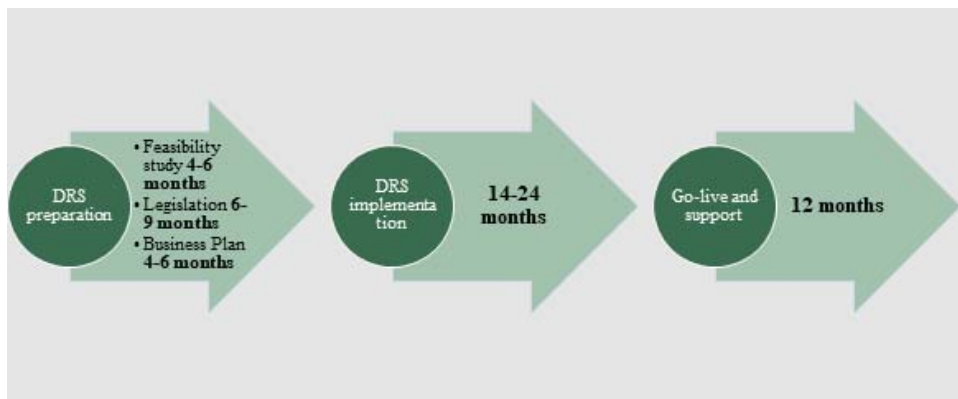 DRS
preparation
• Feasibility
study 4-6
months
• Legislation 6-
9 months
• Business Plan
4-6 months
DRS
implementa
tion
14-24
months
Go-live and
support
12 months